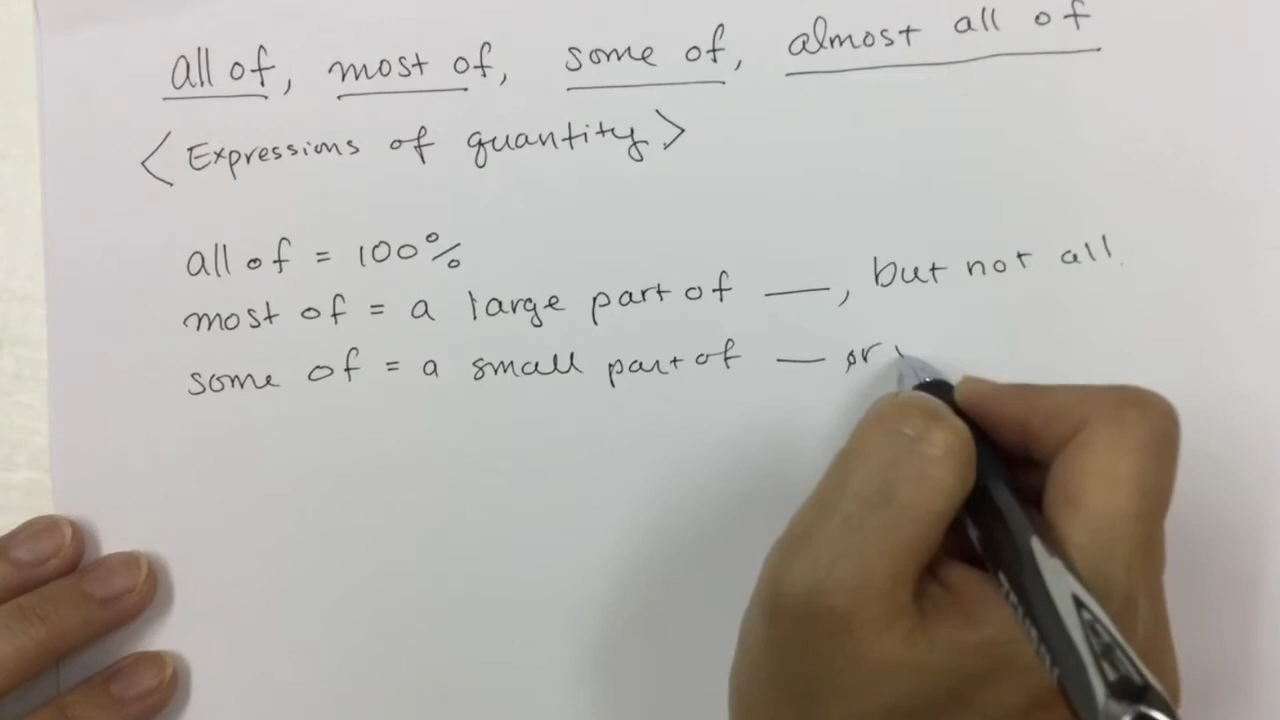 all of, most of, some of, almost all of
<Expressions of quantity>
all of = 100%
most of = a large part of ___, but not all.
some of = a small part of ___ or